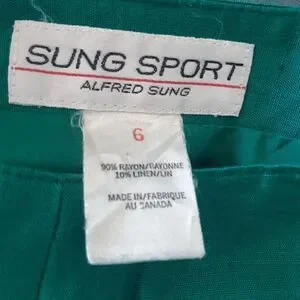 SUNG SPORT
ALFRED SUNG
6
90% RAYON/RAYONNE
10% LINEN/LIN
MADE IN/FABRIQUE
AU CANADA